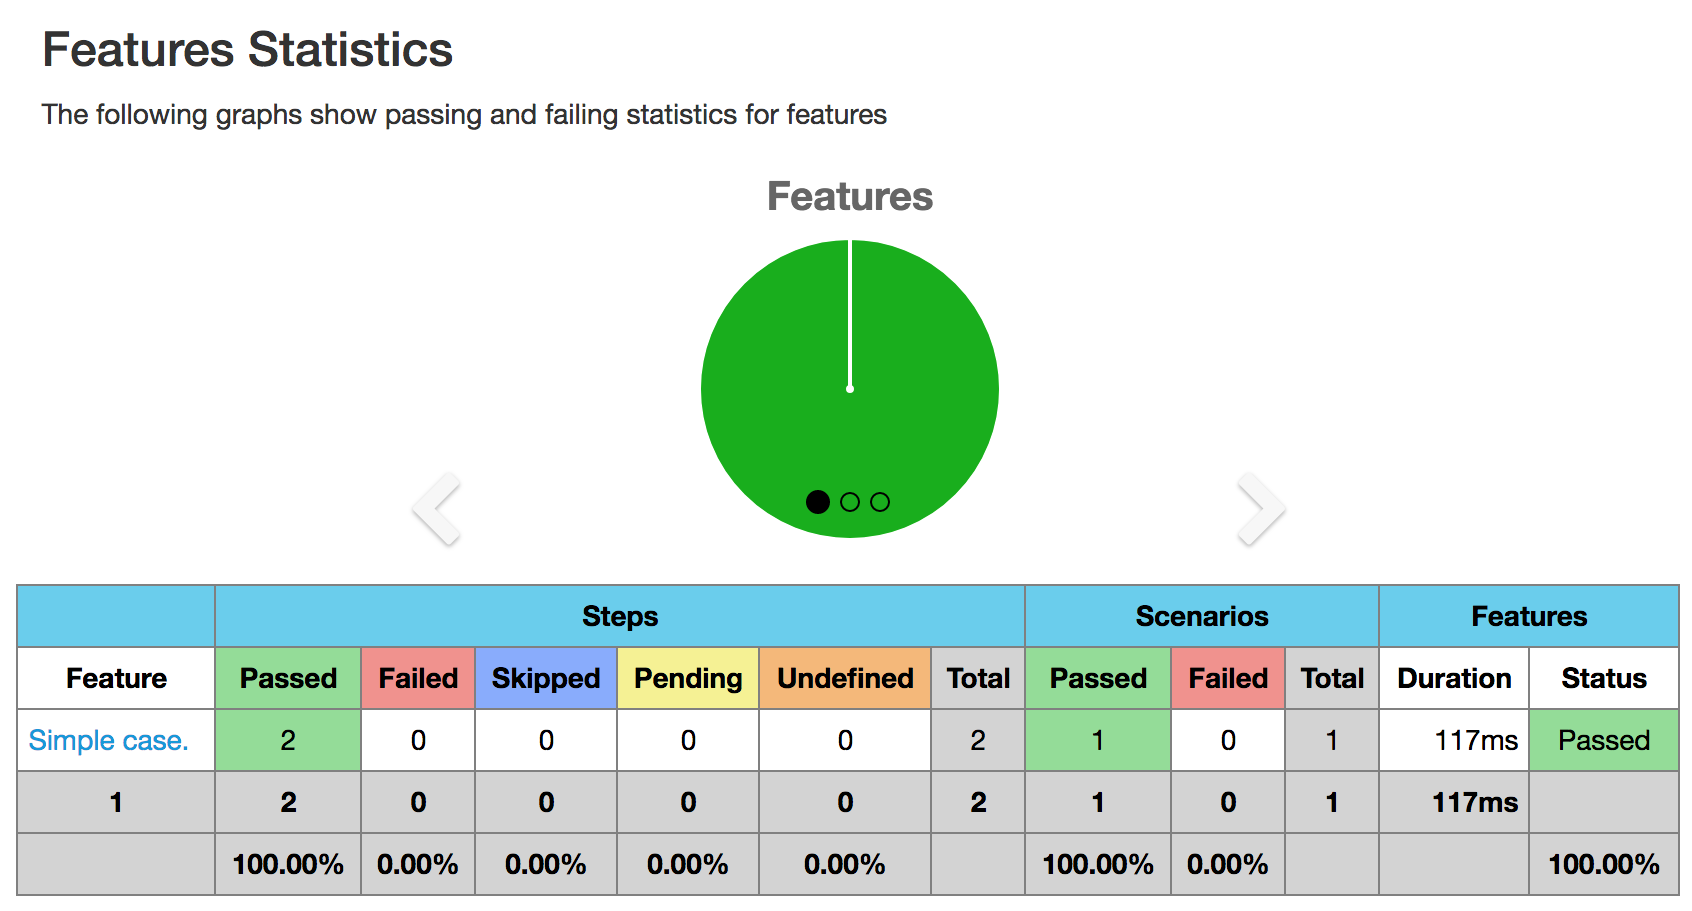 Features Statistics
The following graphs show passing and failing statistics for features
Features
Steps Scenarios Features
Feature Passed Failed Skipped Pending Undefined Total Passed Failed Total Duration Status
Simple case. 2 0 0 0 0 2 1 0 1 117ms Passed
1 2 0 0 0 0 2 1 0 1 117ms
100.00% 0.00% 0.00% 0.00% 0.00% 100.00% 0.00% 100.00%